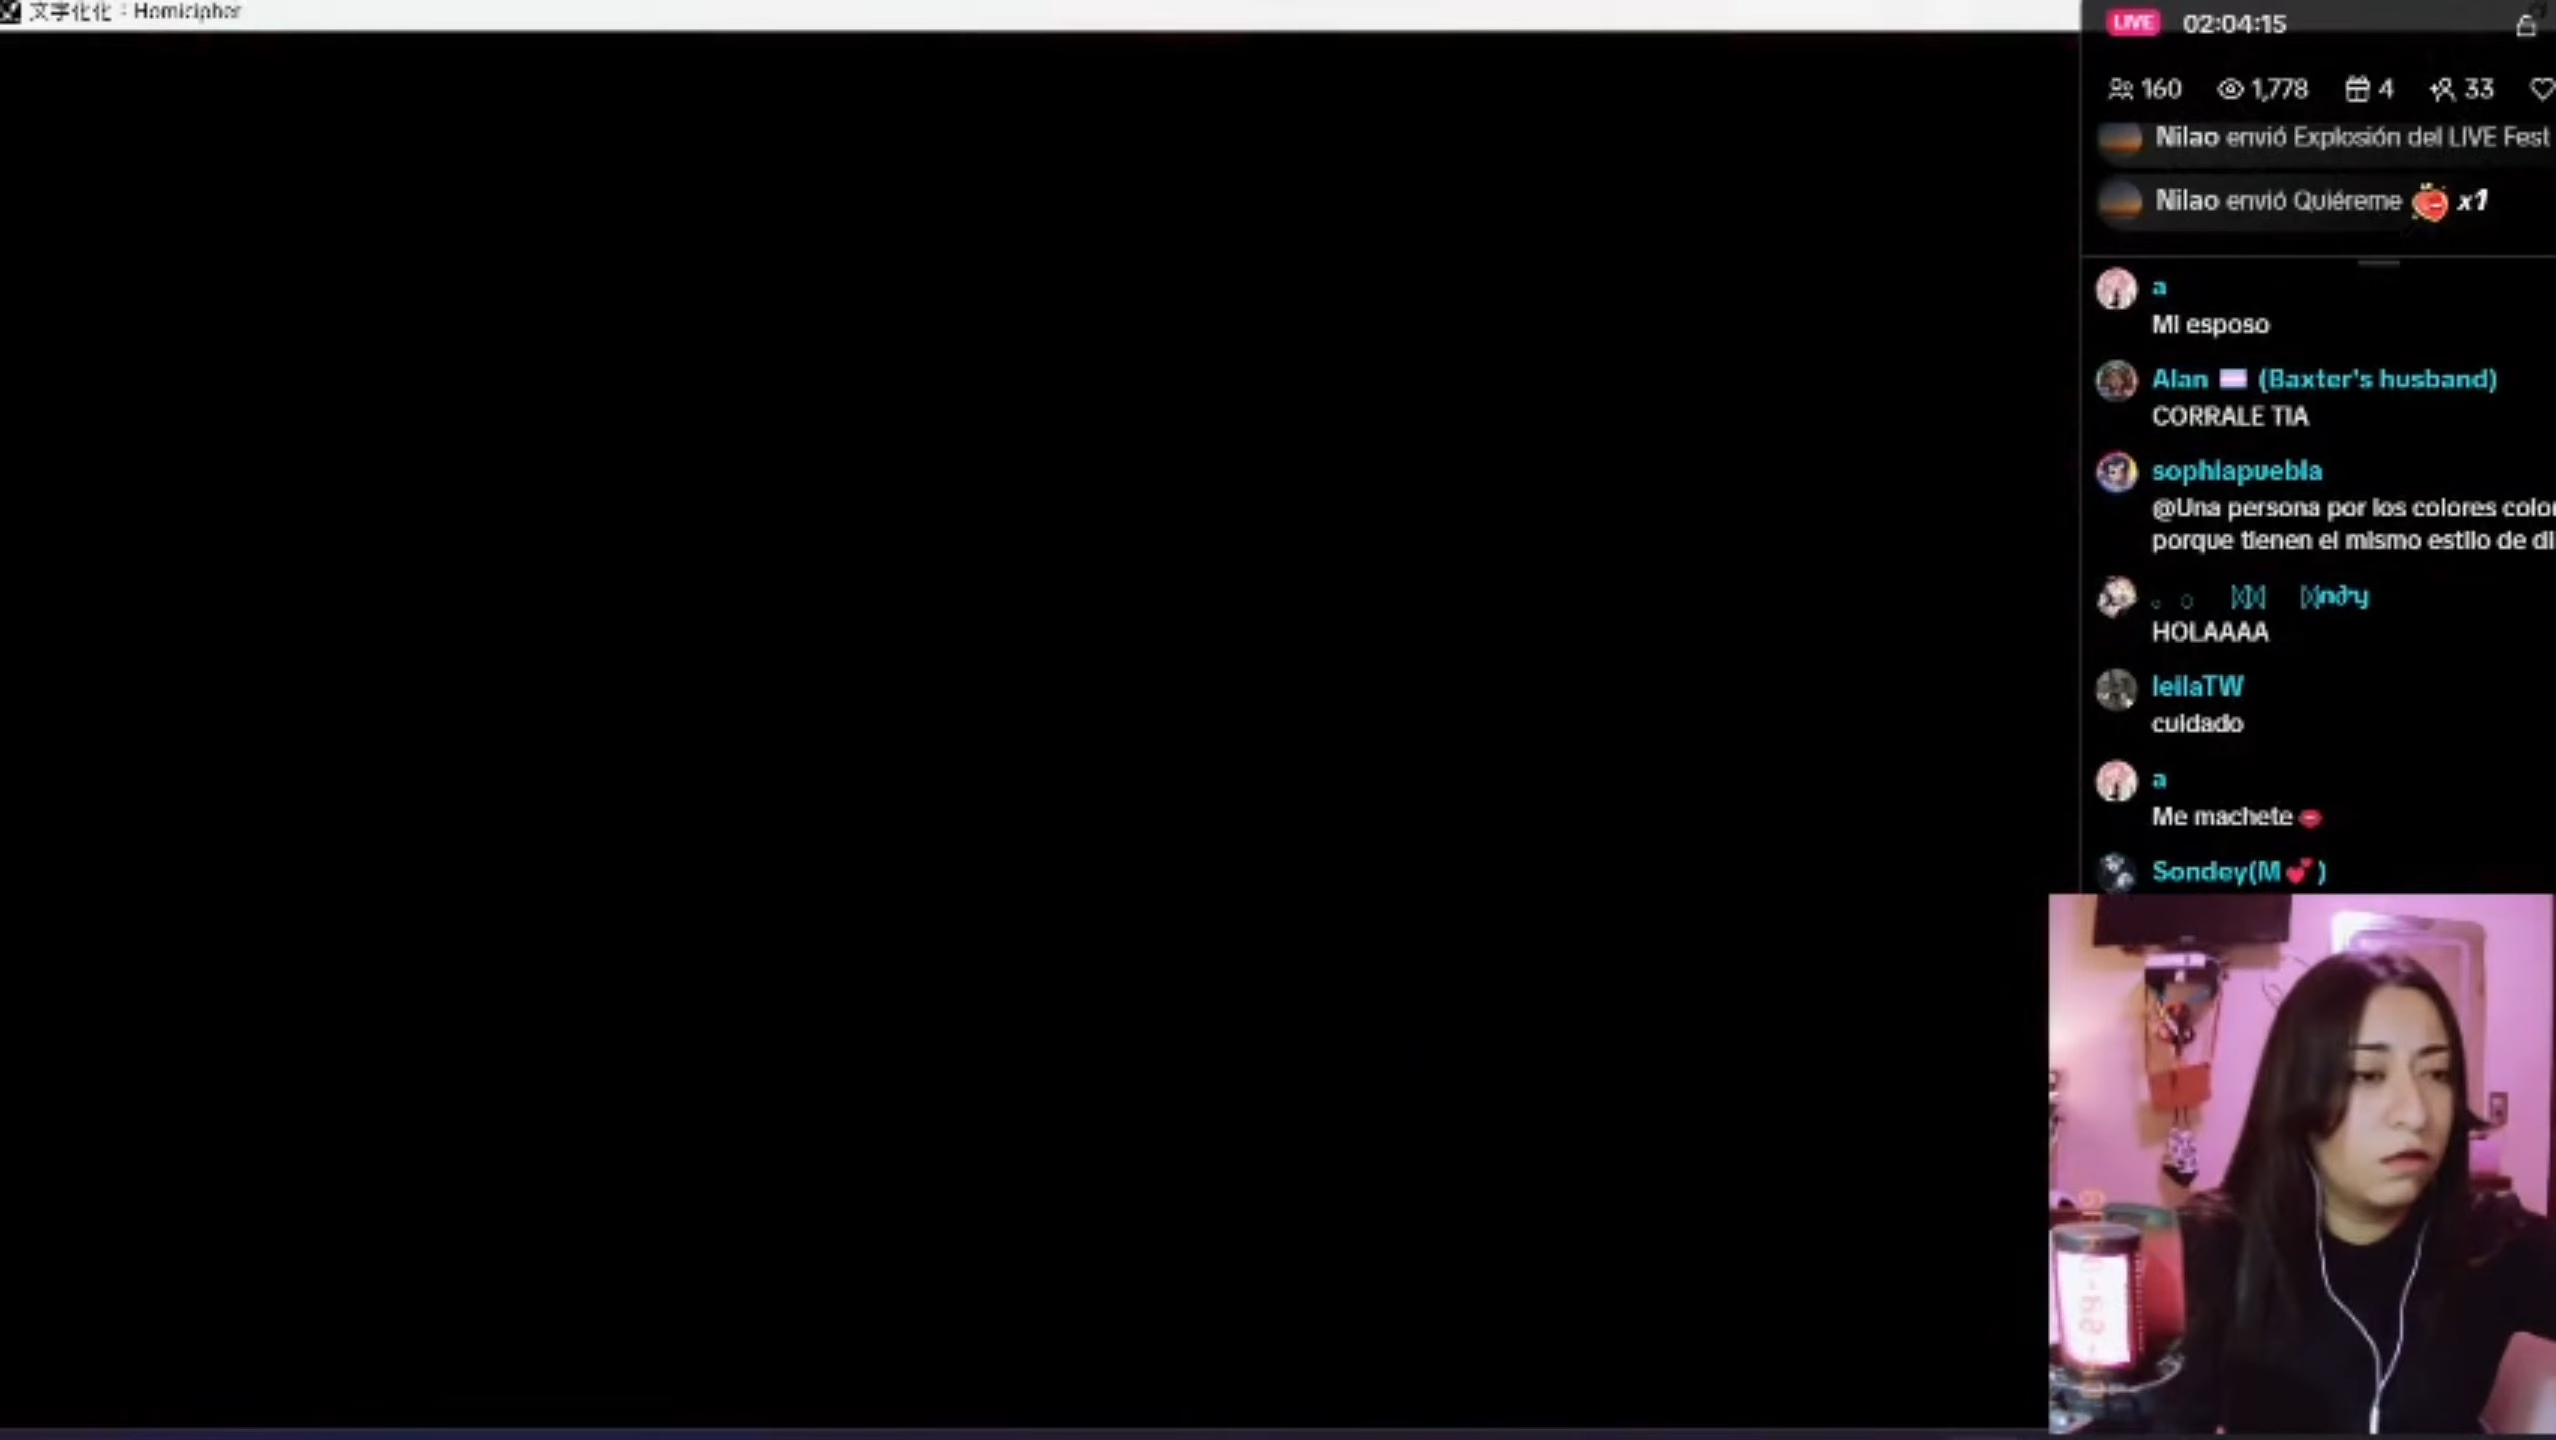 文字化化：Homicipher
LIVE 02:04:15
160 1,778 4 33
Nilao envió Explosión del LIVE Fest
Nilao envió Quiéreme x1
a
Mi esposo
Alan (Baxter's husband)
CORRALE TIA
sophiapuebla
@Una persona por los colores
porque tienen el mismo estilo de
HOLAAAA
leilaTW
cuidado
a
Me machete
Sondey(M💕)